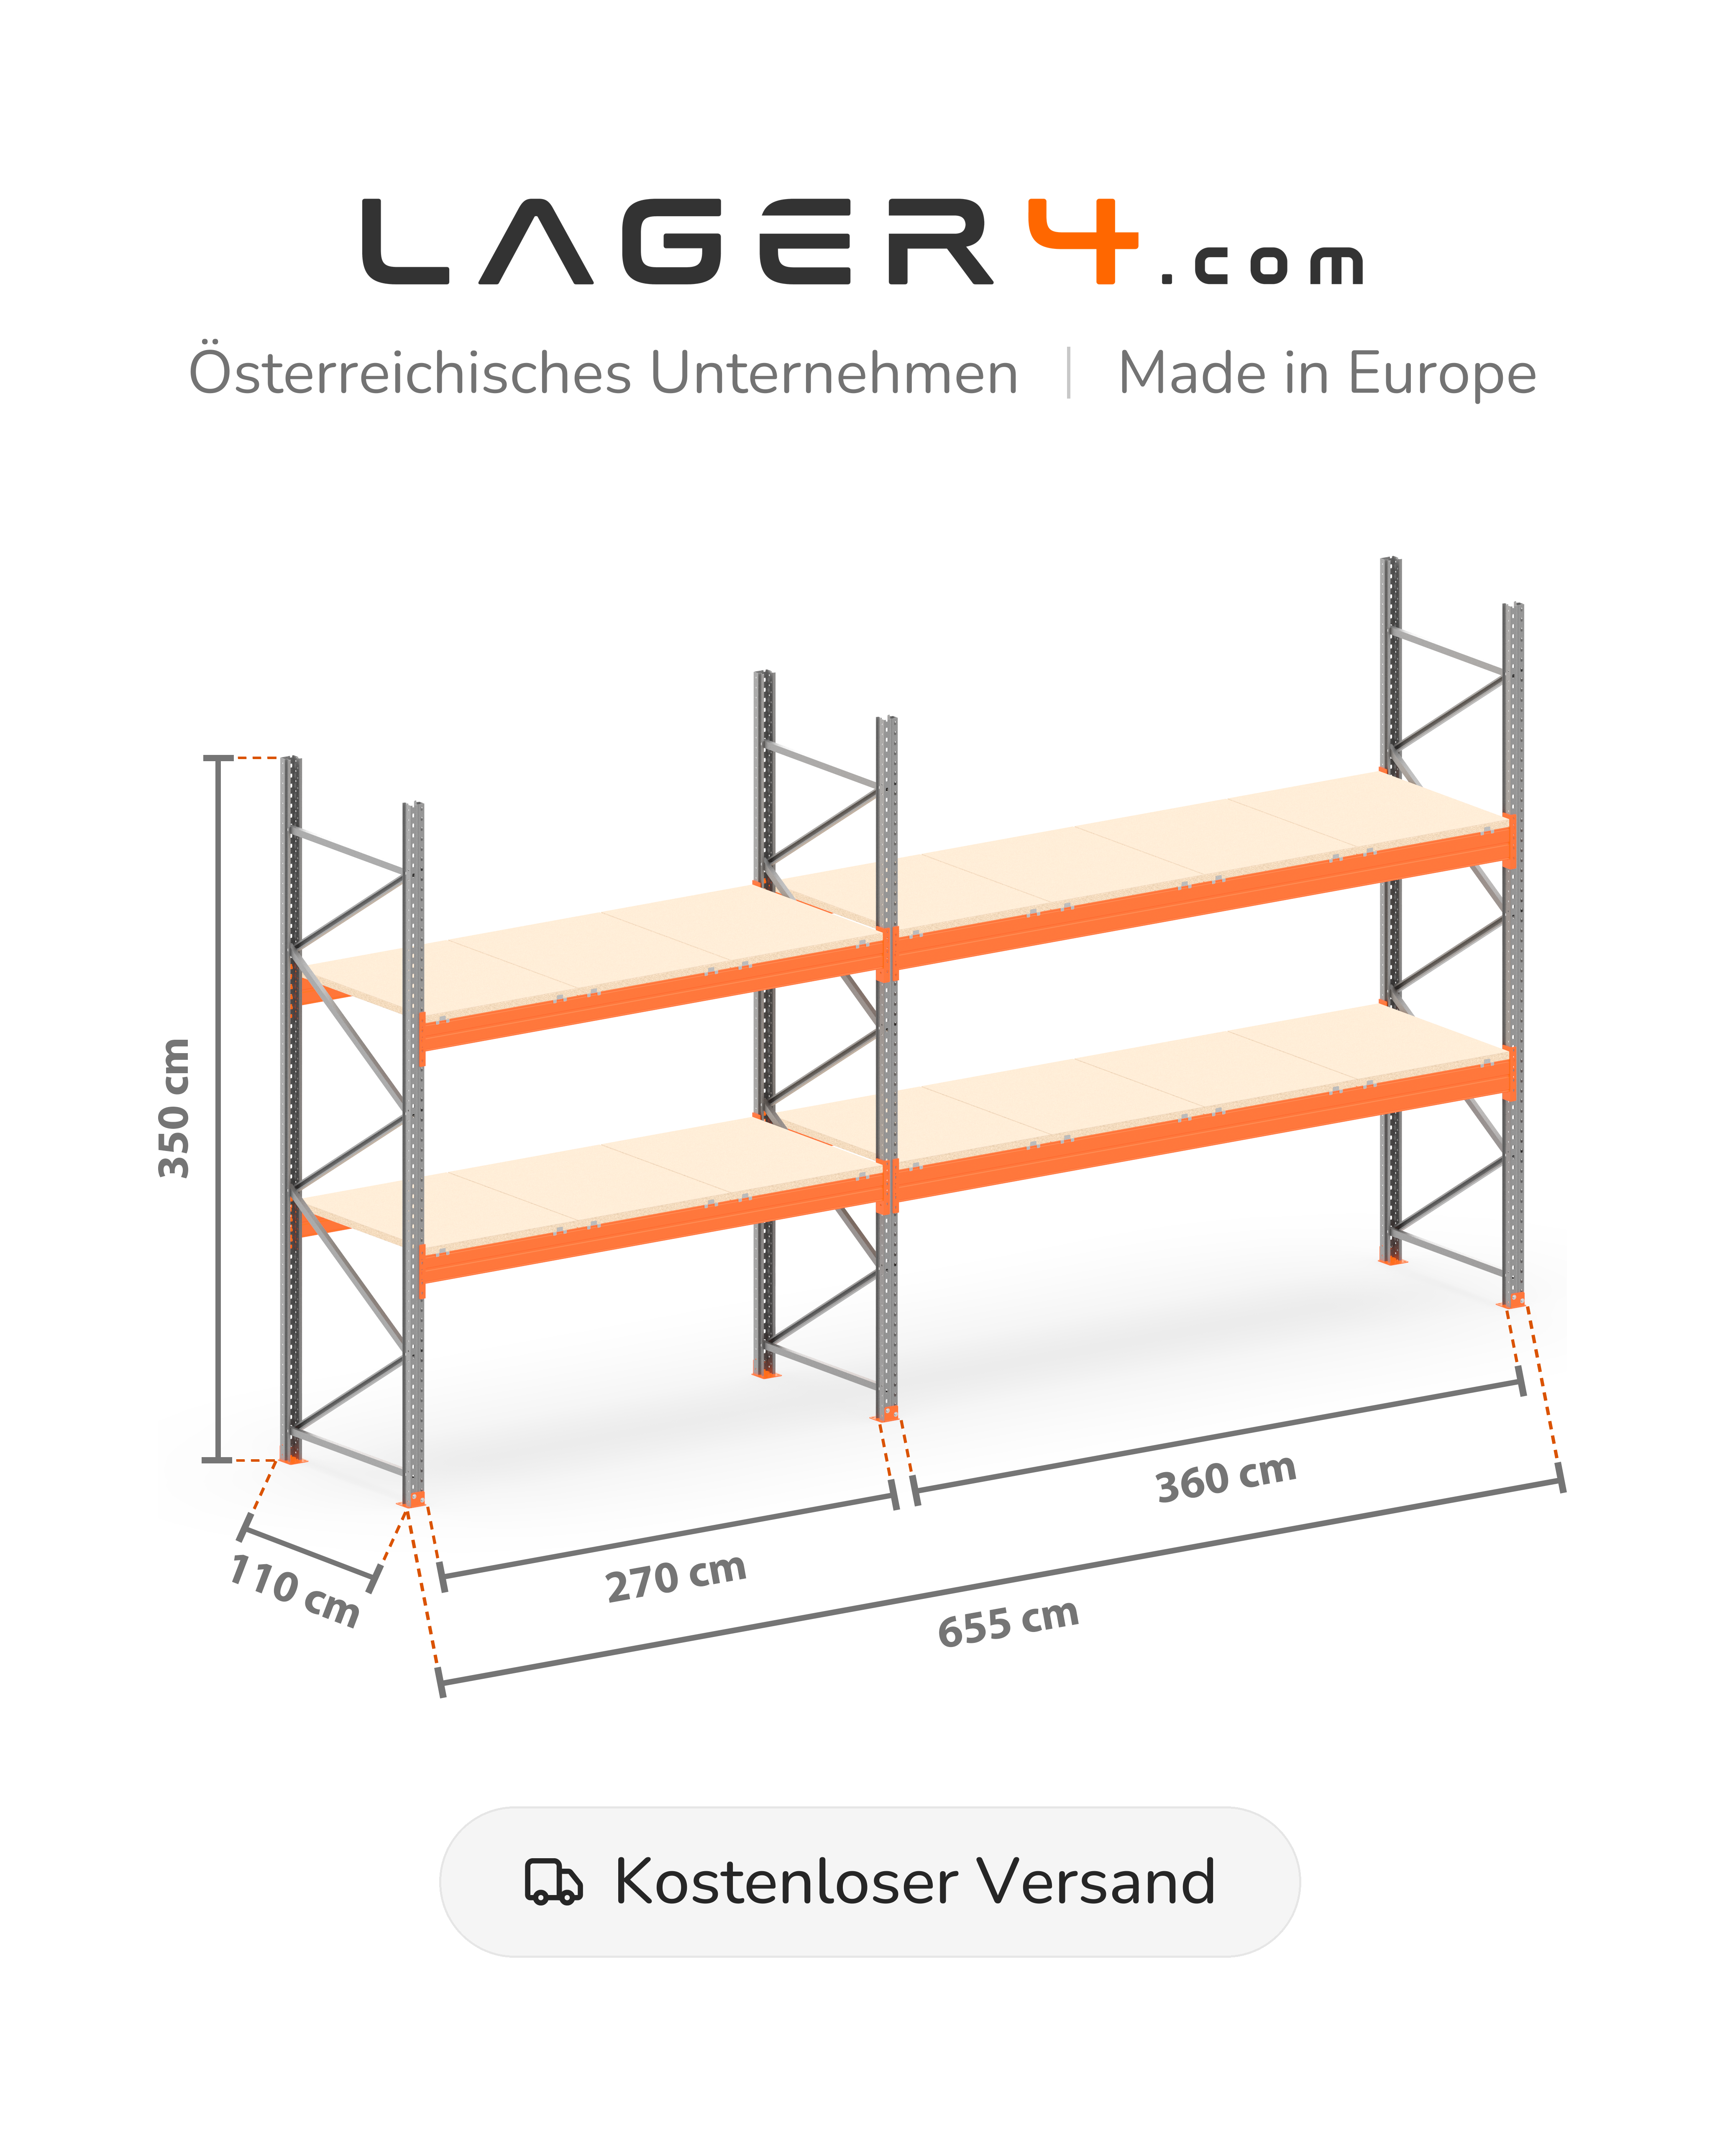 LAGER4.com
Österreichisches Unternehmen | Made in Europe
350 cm
110 cm
270 cm
360 cm
655 cm
Kostenloser Versand